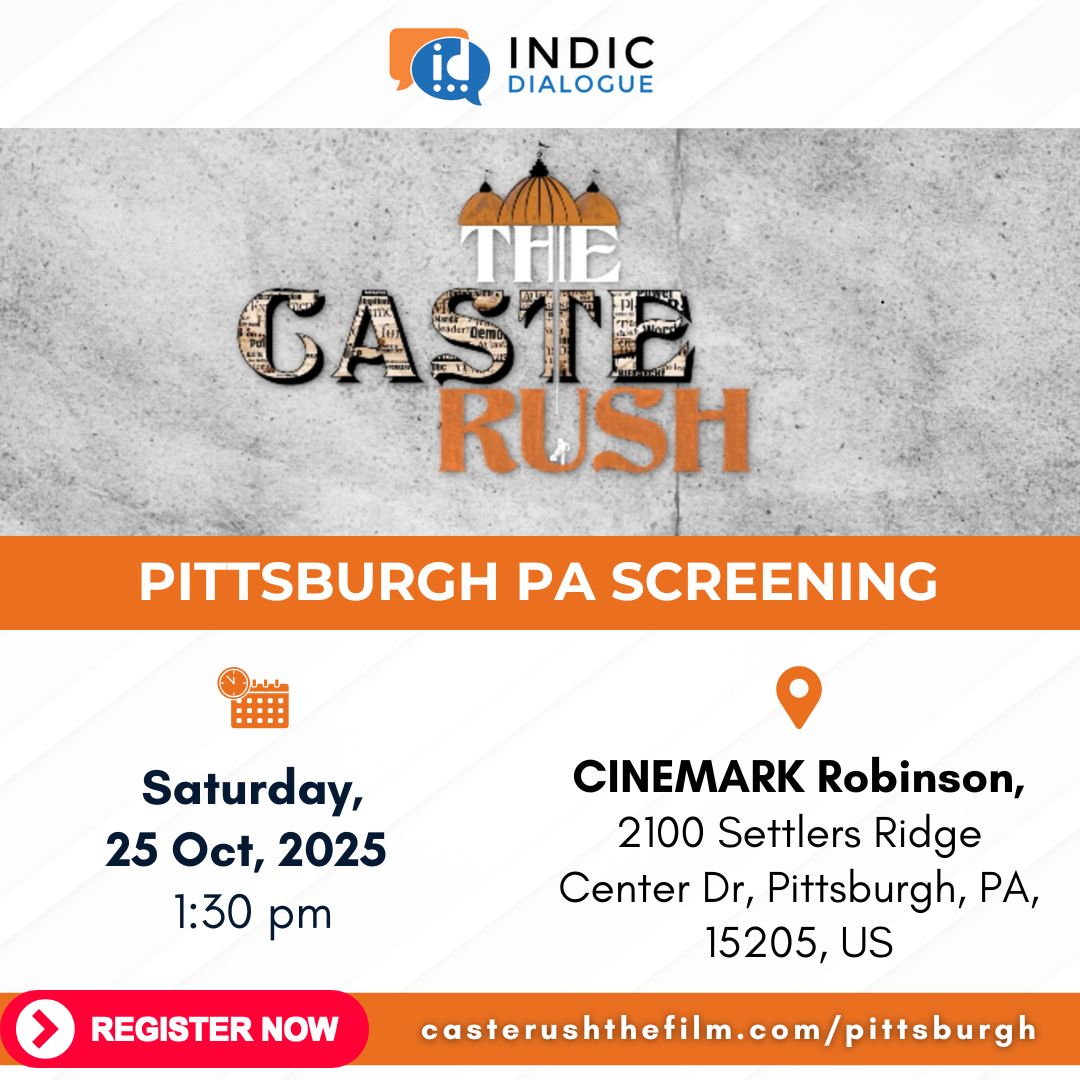 id
INDIC
DIALOGUE
THE
CASTE
RUSH
PITTSBURGH PA SCREENING
Saturday,
25 Oct, 2025
1:30 pm
CINEMARK Robinson,
2100 Settlers Ridge
Center Dr, Pittsburgh, PA,
15205, US
REGISTER NOW
casterushthefilm.com/pittsburgh